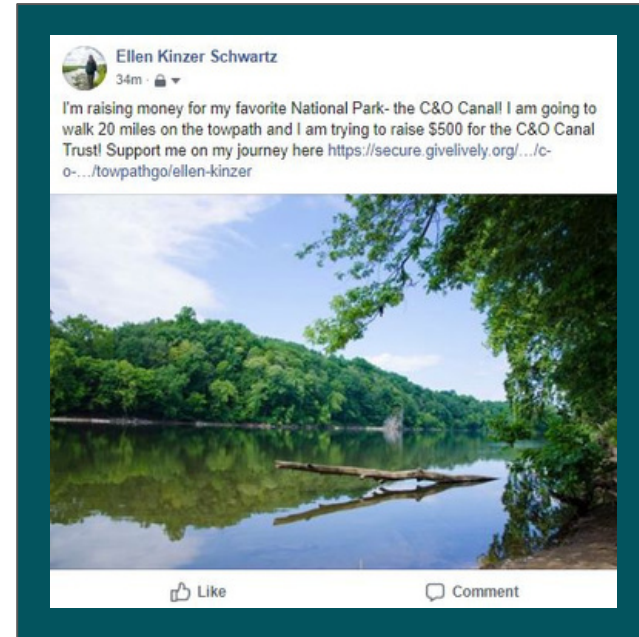 Ellen Kinzer Schwartz
34m ·
I'm raising money for my favorite National Park- the C&O Canal! I am going to
walk 20 miles on the towpath and I am trying to raise $500 for the C&O Canal
Trust! Support me on my journey here https://secure.givelively.org/.../c-
o-.../towpathgo/ellen-kinzer
Like
Comment